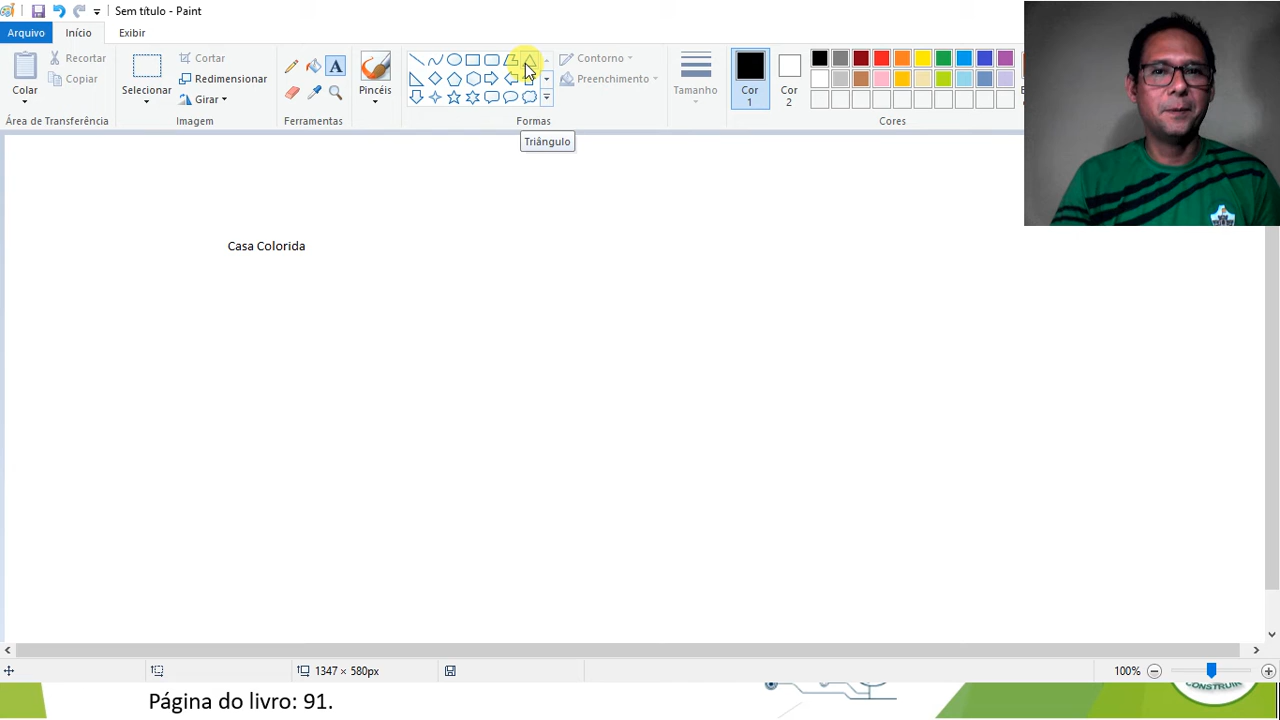 Sem título - Paint
Arquivo Início Exibir
Colar
Recortar
Copiar
Área de Transferência
Selecionar
Cortar
Redimensionar
Girar
Imagem
A
Ferramentas
Pincéis
Formas
Contorno
Preenchimento
Tamanho
Cor 1
Cor 2
Cores
Triângulo
Casa Colorida
1347 × 580px
100%
Página do livro: 91.
CONSTRUIR